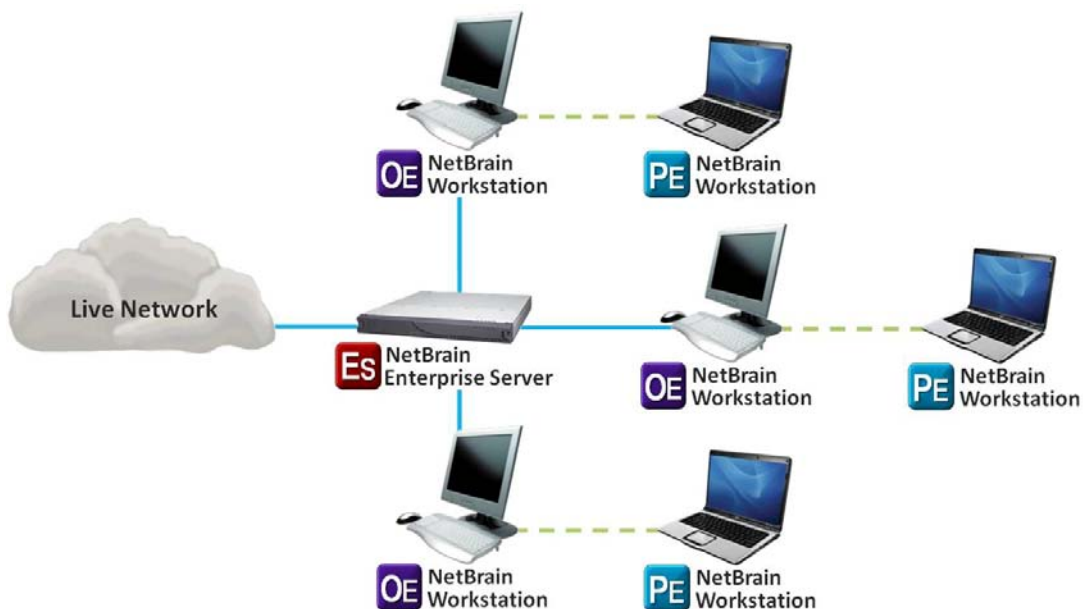 OE NetBrain
Workstation
PE NetBrain
Workstation
Live Network
ES NetBrain
Enterprise Server
OE NetBrain
Workstation
PE NetBrain
Workstation
OE NetBrain
Workstation
PE NetBrain
Workstation